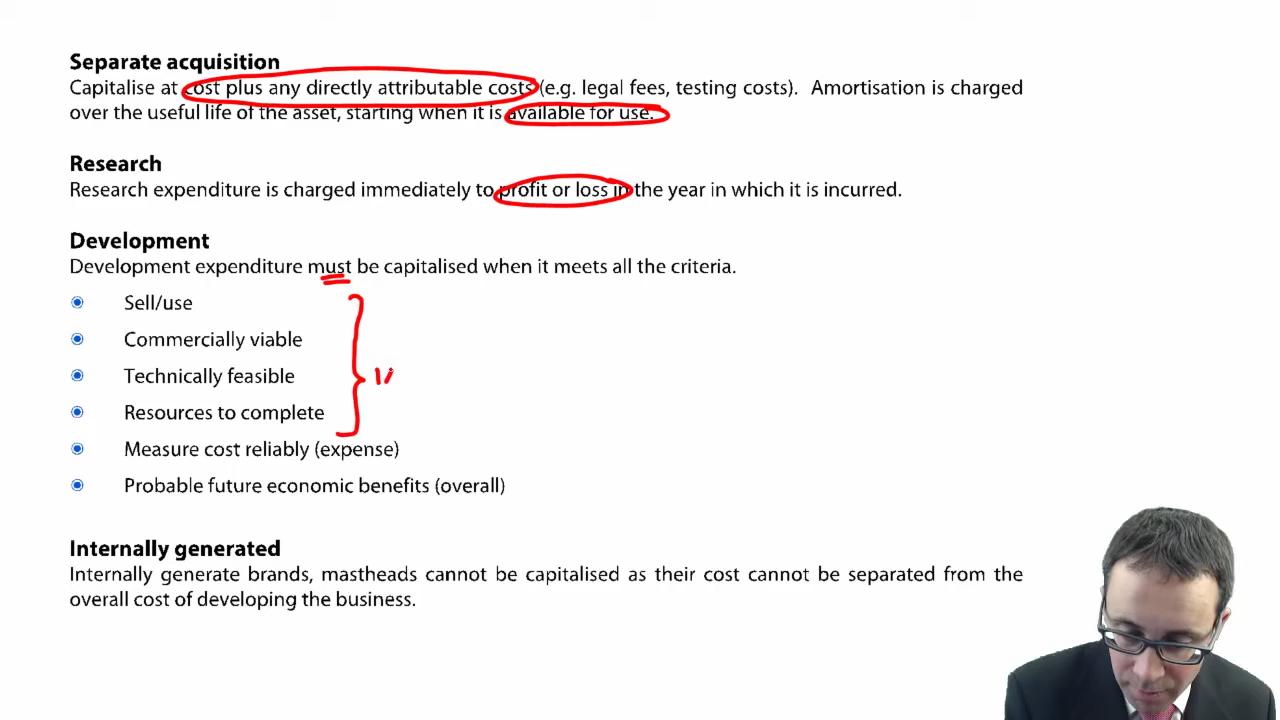 Separate acquisition
Capitalise at cost plus any directly attributable costs (e.g. legal fees, testing costs). Amortisation is charged
over the useful life of the asset, starting when it is available for use.
Research
Research expenditure is charged immediately to profit or loss in the year in which it is incurred.
Development
Development expenditure must be capitalised when it meets all the criteria.
Sell/use
Commercially viable
Technically feasible
Resources to complete
Measure cost reliably (expense)
Probable future economic benefits (overall)
Internally generated
Internally generate brands, mastheads cannot be capitalised as their cost cannot be separated from the
overall cost of developing the business.